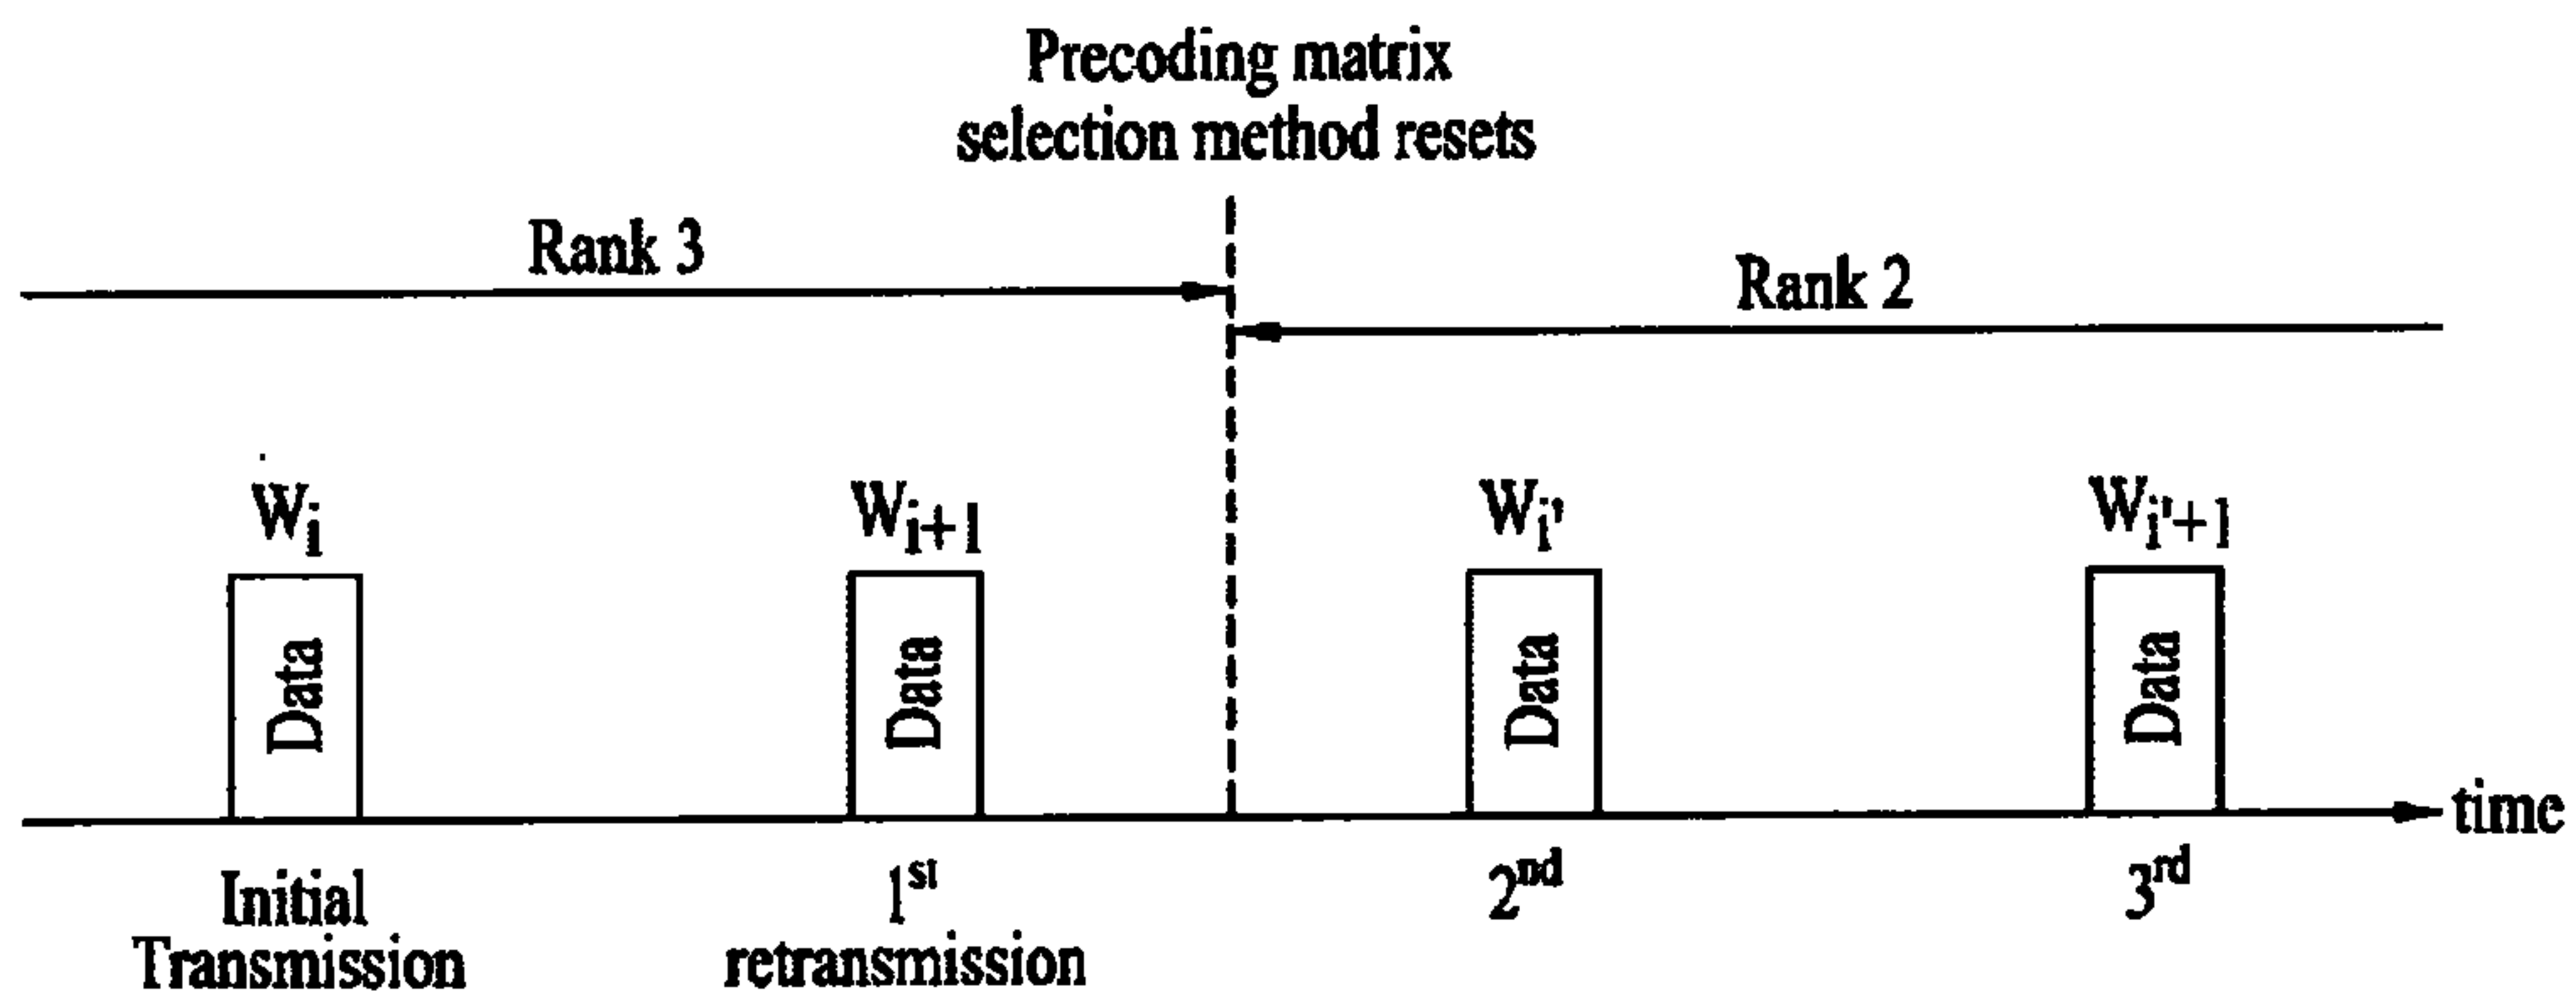 Precoding matrix
selection method resets
Rank 3
Rank 2
Wi
Wi+1
Wi'
Wi'+1
Data
Data
Data
Data
time
Initial
Transmission
1st
retransmission
2nd
3rd